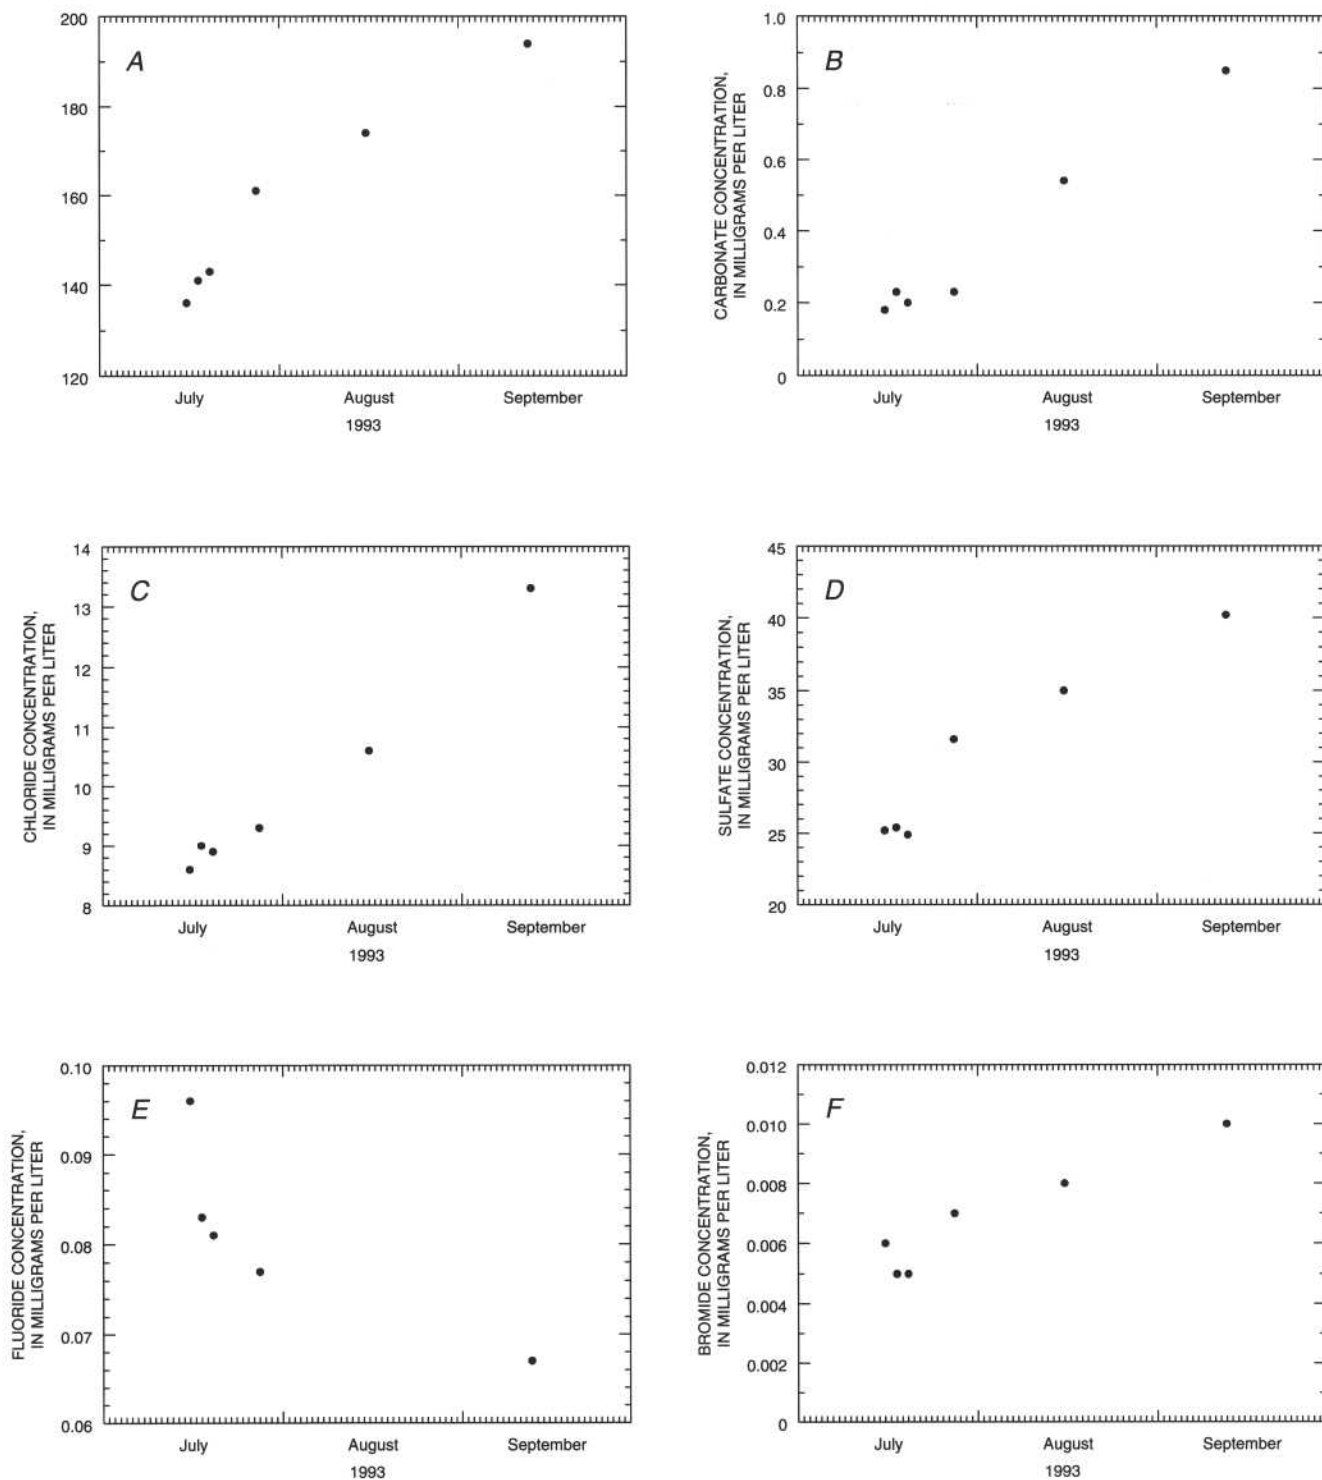 A
200
180
160
140
120
July August September
1993
B
CARBONATE CONCENTRATION,
IN MILLIGRAMS PER LITER
1.0
0.8
0.6
0.4
0.2
0
July August September
1993
C
CHLORIDE CONCENTRATION,
IN MILLIGRAMS PER LITER
14
13
12
11
10
9
8
July August September
1993
D
SULFATE CONCENTRATION,
IN MILLIGRAMS PER LITER
45
40
35
30
25
20
July August September
1993
E
FLUORIDE CONCENTRATION,
IN MILLIGRAMS PER LITER
0.10
0.09
0.08
0.07
0.06
July August September
1993
F
BROMIDE CONCENTRATION,
IN MILLIGRAMS PER LITER
0.012
0.010
0.008
0.006
0.004
0.002
0
July August September
1993